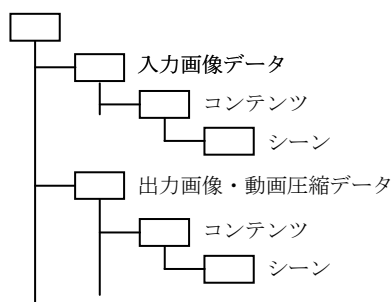 入力画像データ
コンテンツ
シーン
出力画像・動画圧縮データ
コンテンツ
シーン